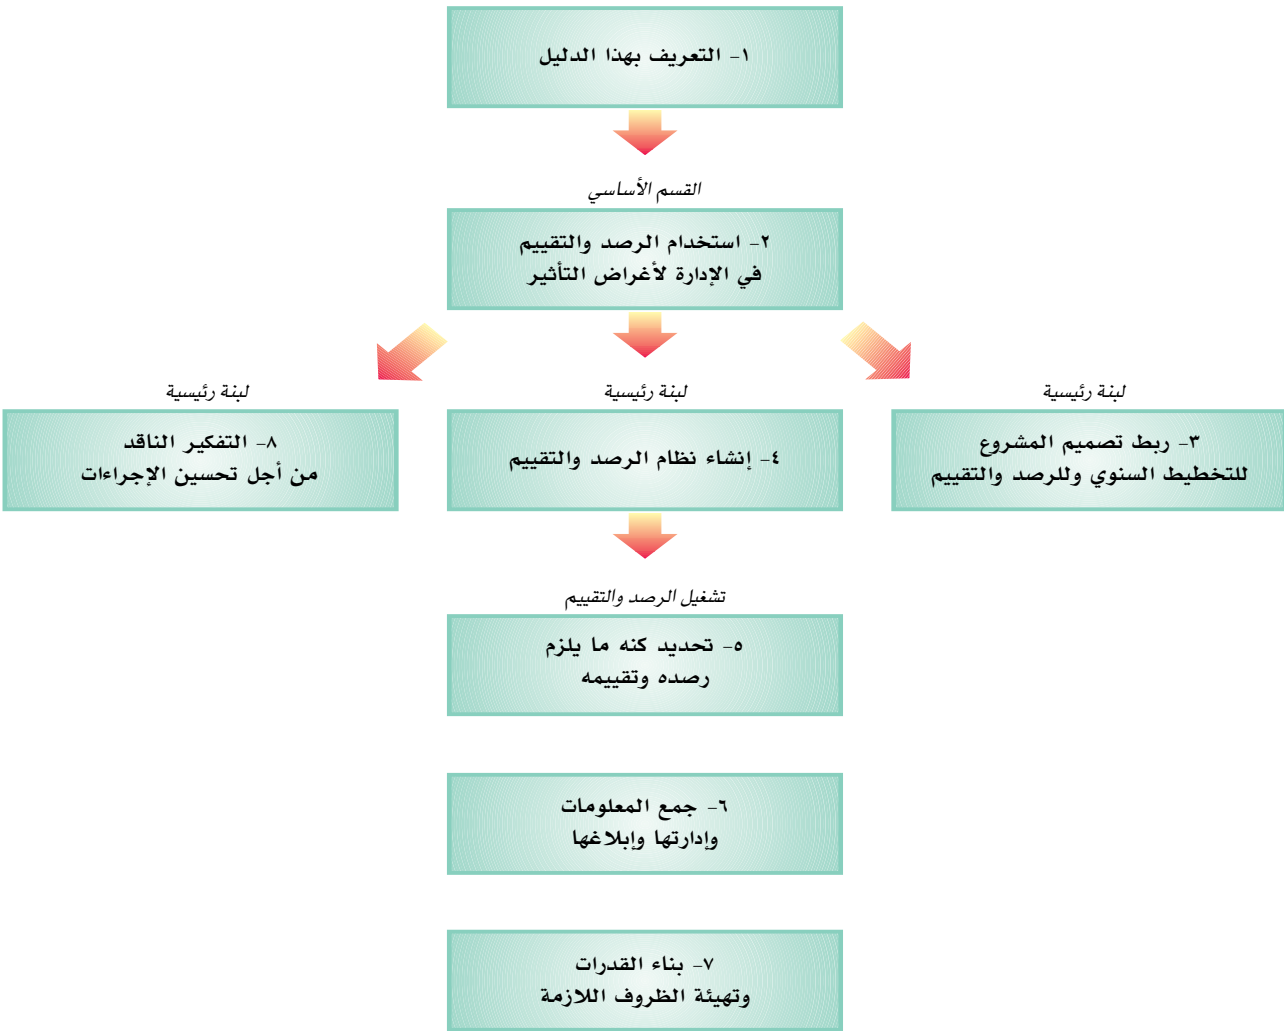 ١- التعريف بهذا الدليل
القسم الأساسي
٢- استخدام الرصد والتقييم
في الإدارة لأغراض التأثير
لبنة رئيسية
٣- ربط تصميم المشروع
للتخطيط السنوي وللرصد والتقييم
لبنة رئيسية
٤- إنشاء نظام الرصد والتقييم
لبنة رئيسية
٨- التفكير الناقد
من أجل تحسين الإجراءات
تشغيل الرصد والتقييم
٥- تحديد كنه ما يلزم
رصده وتقييمه
٦- جمع المعلومات
وإدارتها وإبلاغها
٧- بناء القدرات
وتهيئة الظروف اللازمة